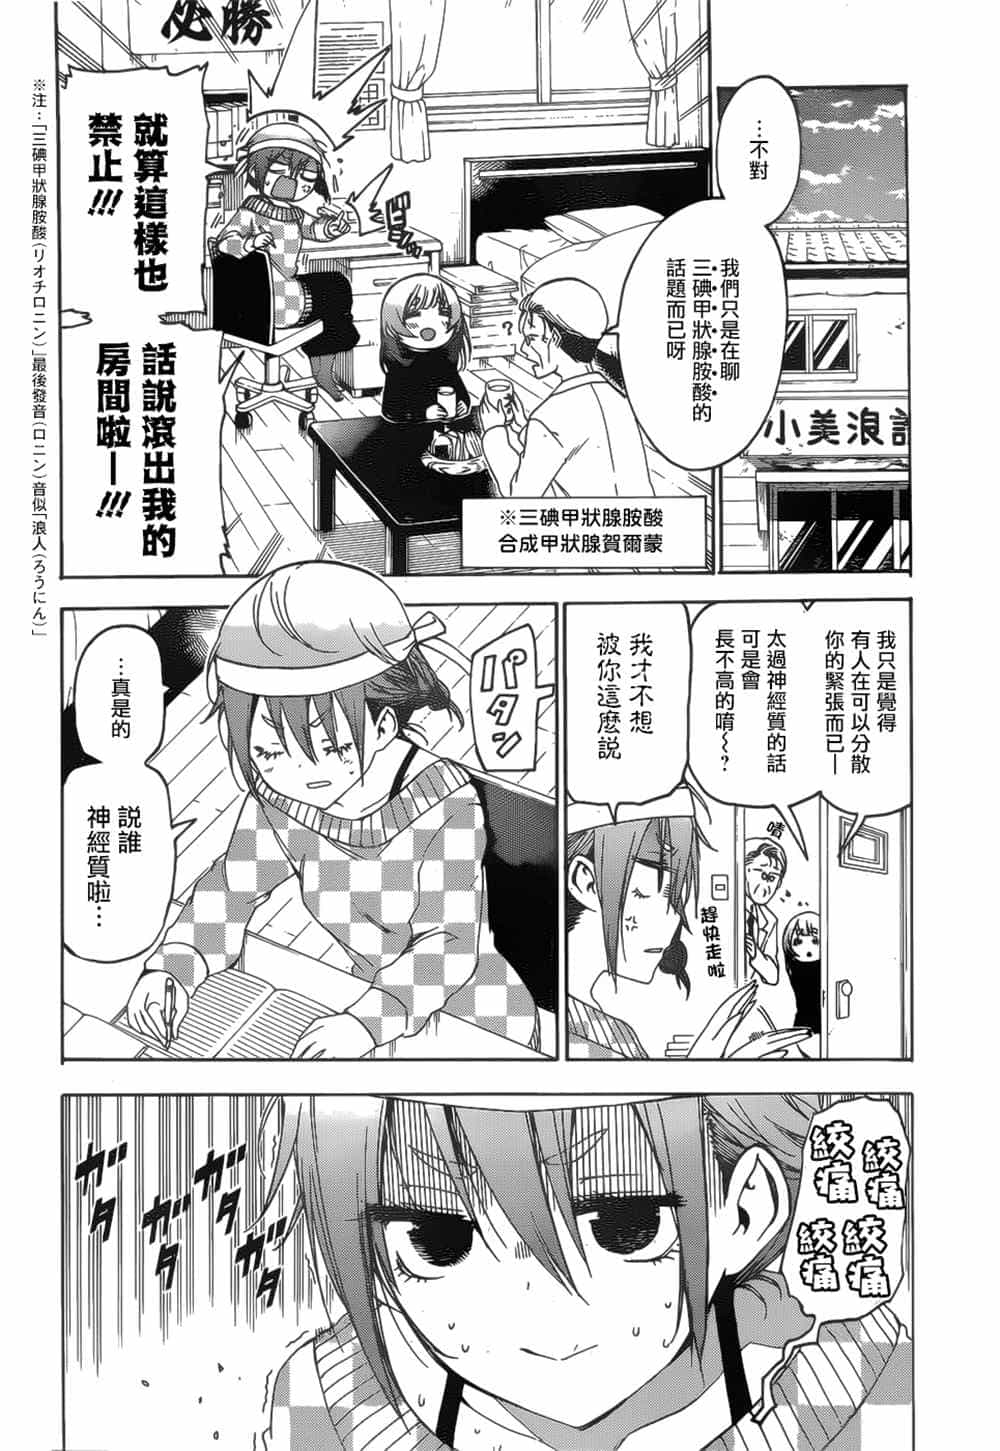 …不對
我們只是在聊
三碘甲狀腺胺酸的
話題而已呀
小美浪診
必勝
ビシッ
就算這樣也
禁止!!!
話說滾出我的
房間啦—!!!
※三碘甲狀腺胺酸
合成甲狀腺賀爾蒙
※注：「三碘甲狀腺胺酸(リオチロニン)」最後發音(ロニン)音似「浪人(ろうにん)」
我只是覺得
有人在可以分散
你的緊張而已—
太過神經質的話
可是會
長不高的唷～?
我才不想
被你這麼說
嘖
趕快走啦
パタン
…真是的
說誰
神經質啦…
絞痛
絞痛
絞痛
絞痛
ガタ
ガタ
ガタ
ガタ